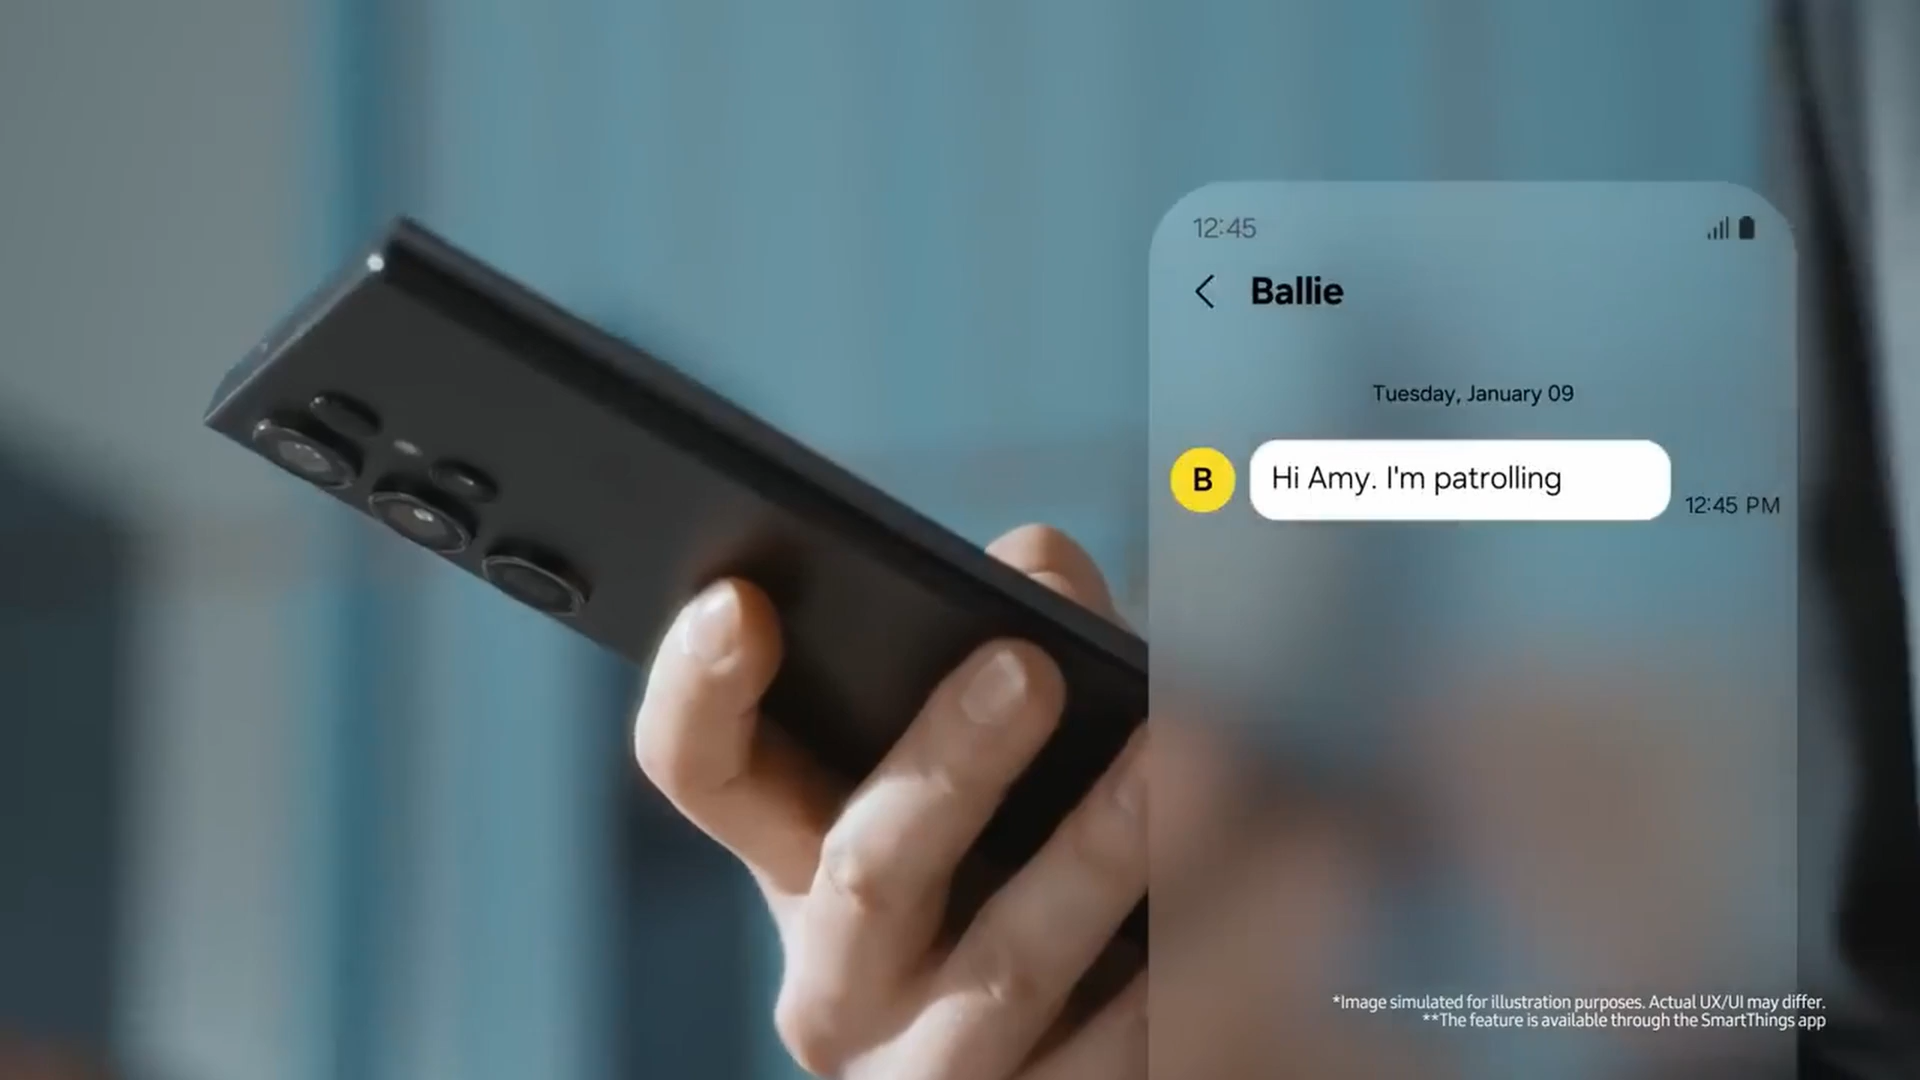 12:45
Ballie
Tuesday, January 09
B
Hi Amy. I'm patrolling
12:45 PM
*Image simulated for illustration purposes. Actual UX/UI may differ.
**The feature is available through the SmartThings app